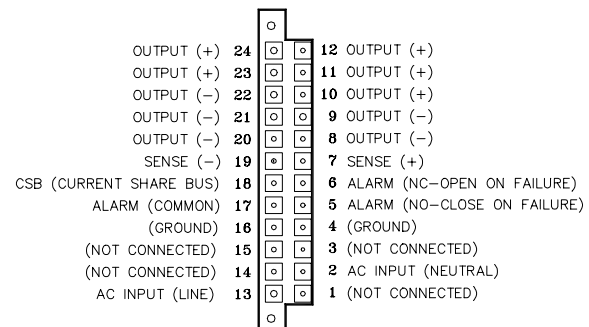 OUTPUT (+) 24 12 OUTPUT (+)
OUTPUT (+) 23 11 OUTPUT (+)
OUTPUT (−) 22 10 OUTPUT (+)
OUTPUT (−) 21 9 OUTPUT (−)
OUTPUT (−) 20 8 OUTPUT (−)
SENSE (−) 19 7 SENSE (+)
CSB (CURRENT SHARE BUS) 18 6 ALARM (NC−OPEN ON FAILURE)
ALARM (COMMON) 17 5 ALARM (NO−CLOSE ON FAILURE)
(GROUND) 16 4 (GROUND)
(NOT CONNECTED) 15 3 (NOT CONNECTED)
(NOT CONNECTED) 14 2 AC INPUT (NEUTRAL)
AC INPUT (LINE) 13 1 (NOT CONNECTED)